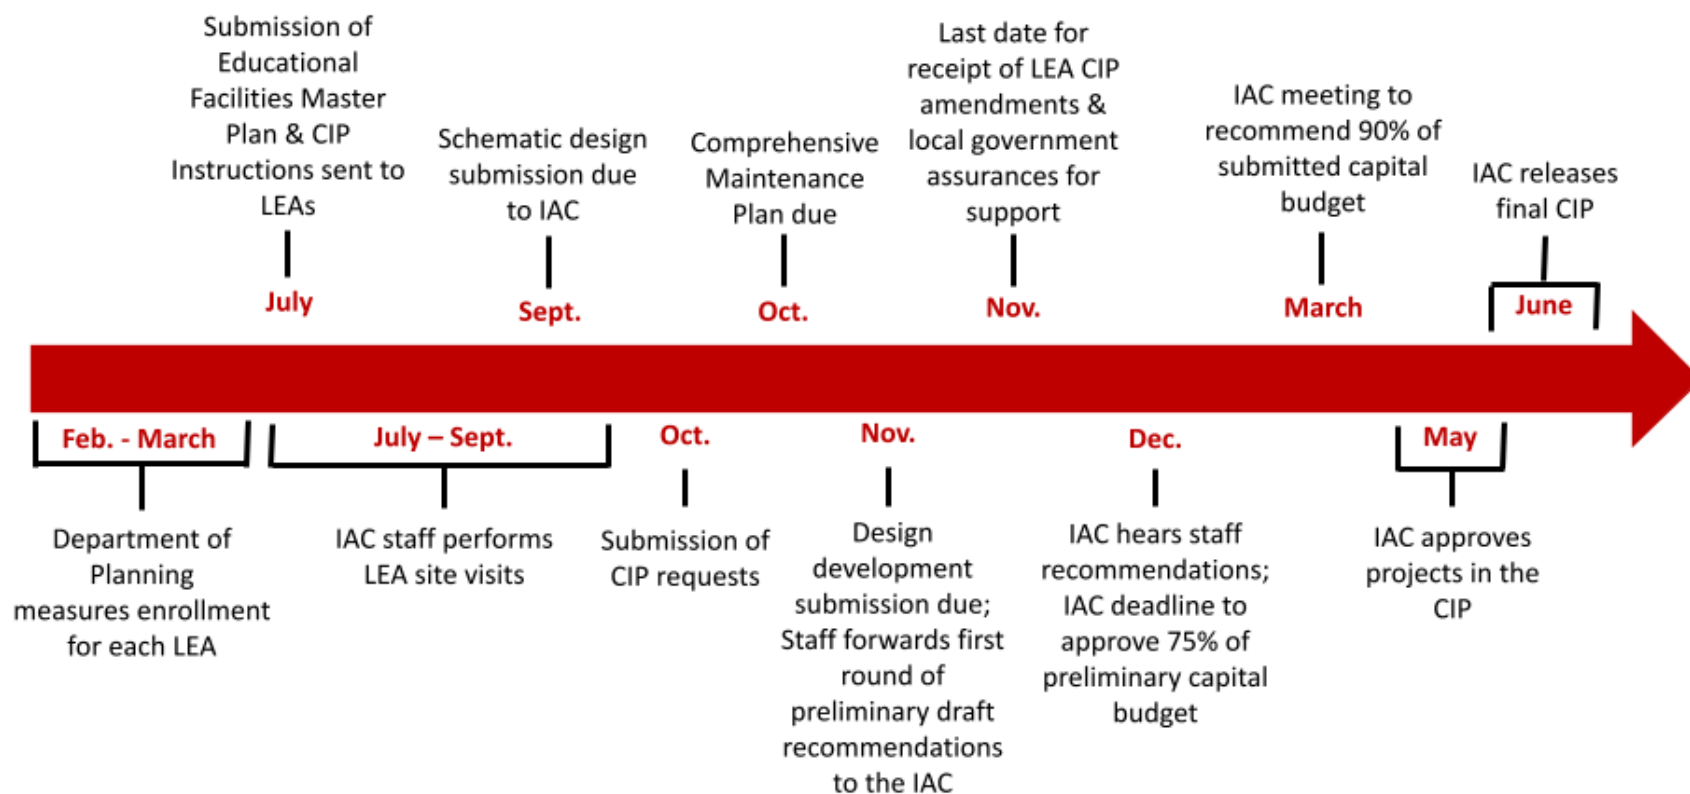 Submission of
Educational
Facilities Master
Plan & CIP
Instructions sent to
LEAs
July
Schematic design
submission due
to IAC
Sept.
Comprehensive
Maintenance
Plan due
Oct.
Last date for
receipt of LEA CIP
amendments &
local government
assurances for
support
Nov.
IAC meeting to
recommend 90% of
submitted capital
budget
March
IAC releases
final CIP
June
Feb. - March
Department of
Planning
measures enrollment
for each LEA
July – Sept.
IAC staff performs
LEA site visits
Oct.
Submission of
CIP requests
Nov.
Design
development
submission due;
Staff forwards first
round of
preliminary draft
recommendations
to the IAC
Dec.
IAC hears staff
recommendations;
IAC deadline to
approve 75% of
preliminary capital
budget
May
IAC approves
projects in the
CIP